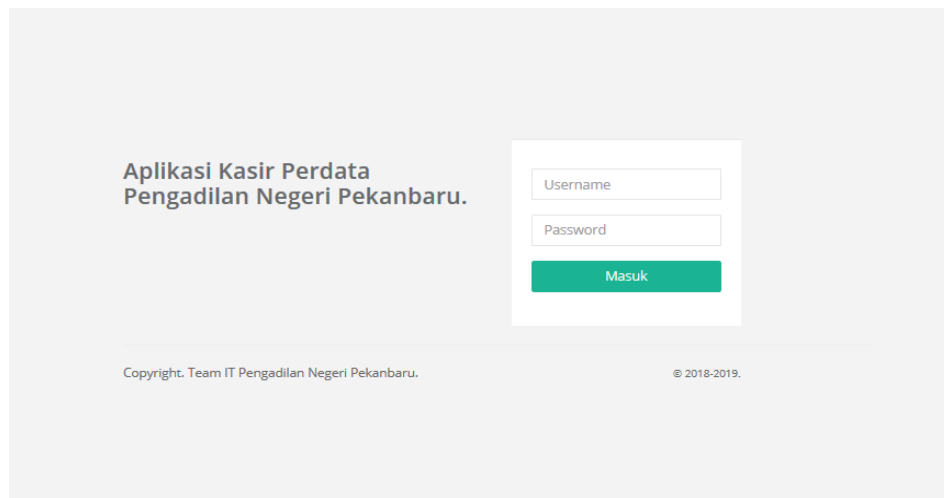 Aplikasi Kasir Perdata
Pengadilan Negeri Pekanbaru.
Username
Password
Masuk
Copyright. Team IT Pengadilan Negeri Pekanbaru.
© 2018-2019.